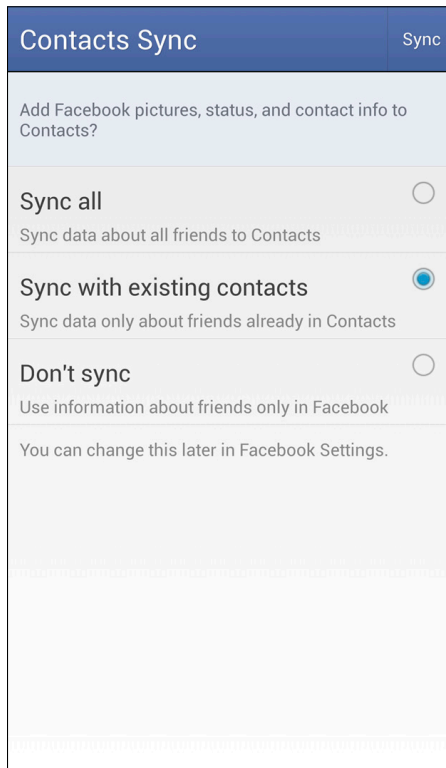 Contacts Sync
Sync
Add Facebook pictures, status, and contact info to
Contacts?
Sync all
Sync data about all friends to Contacts
Sync with existing contacts
Sync data only about friends already in Contacts
Don't sync
Use information about friends only in Facebook
You can change this later in Facebook Settings.